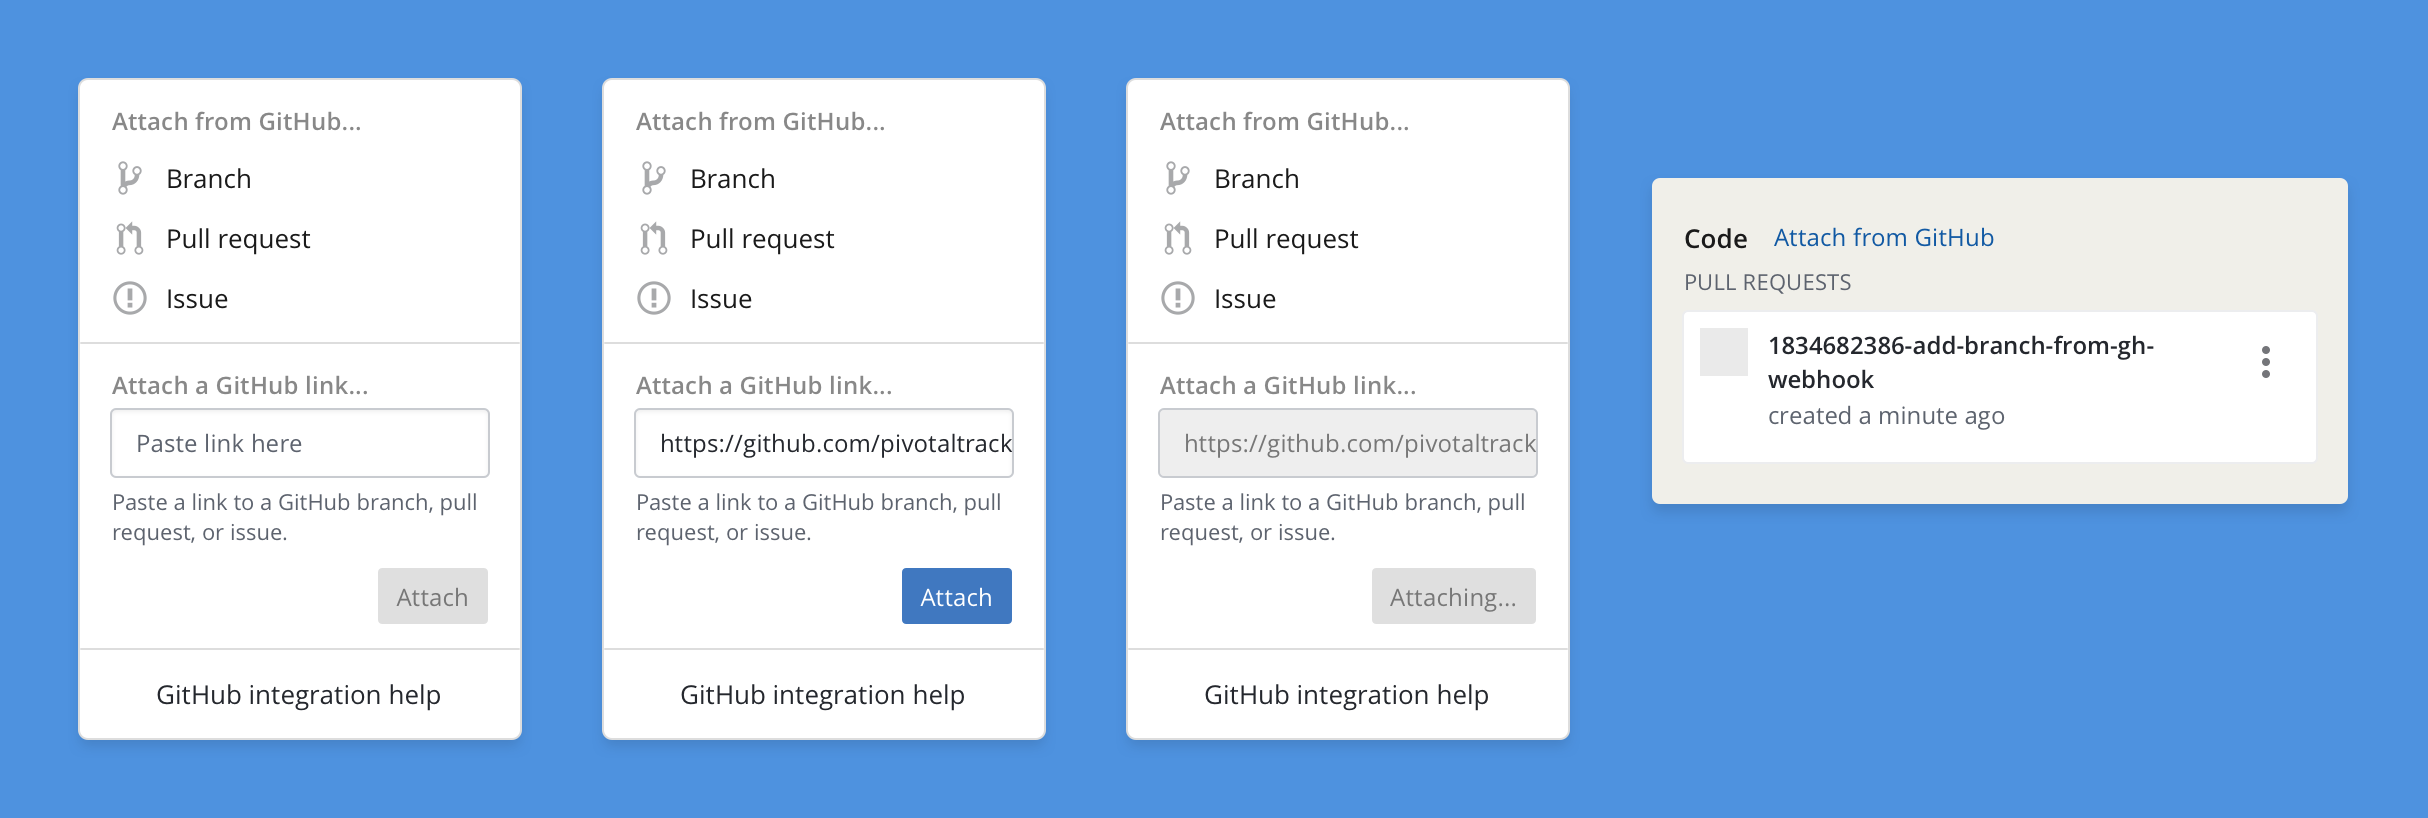 Attach from GitHub...
Branch
Pull request
Issue
Attach a GitHub link...
Paste link here
Paste a link to a GitHub branch, pull
request, or issue.
Attach
GitHub integration help
Attach from GitHub...
Branch
Pull request
Issue
Attach a GitHub link...
https://github.com/pivotaltrack
Paste a link to a GitHub branch, pull
request, or issue.
Attach
GitHub integration help
Attach from GitHub...
Branch
Pull request
Issue
Attach a GitHub link...
https://github.com/pivotaltrack
Paste a link to a GitHub branch, pull
request, or issue.
Attaching...
GitHub integration help
Code Attach from GitHub
PULL REQUESTS
1834682386-add-branch-from-gh-
webhook
created a minute ago